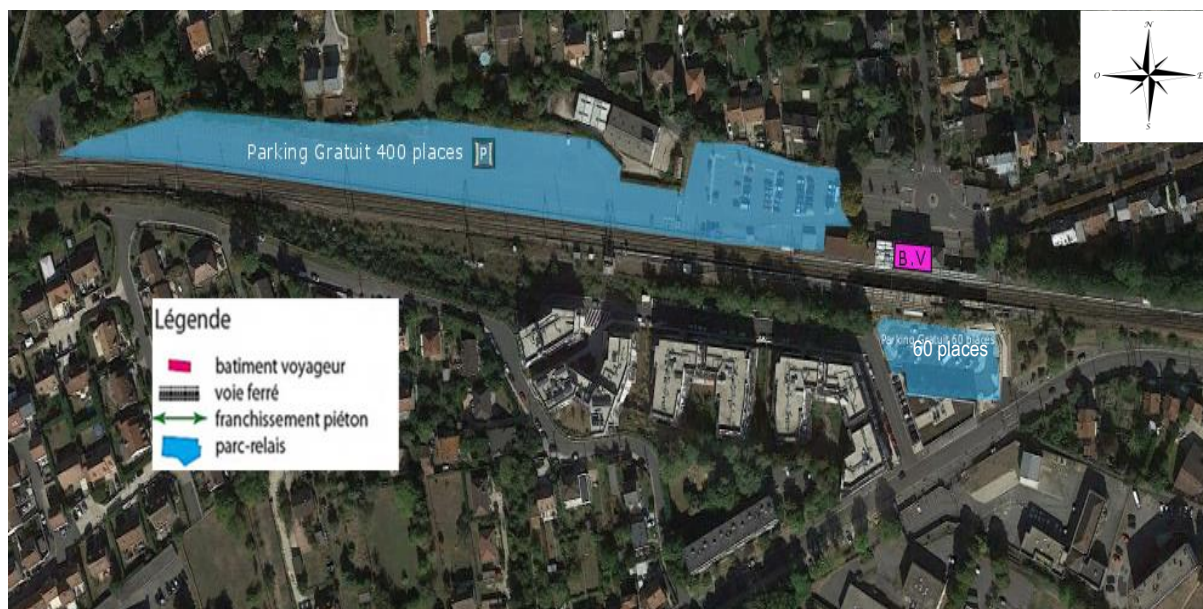 N
O
E
S
Parking Gratuit 400 places P
B.V
Parking Gratuit 60 places
60 places
Légende
batiment voyageur
voie ferré
franchissement piéton
parc-relais